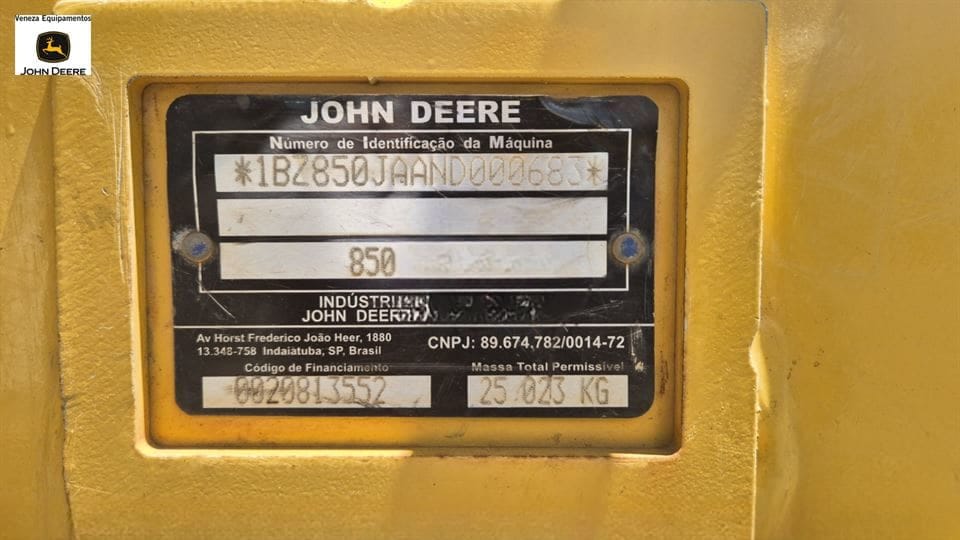 Veneza Equipamentos
JOHN DEERE
JOHN DEERE
Número de Identificação da Máquina
*1BZ850JAAND000683*
850
JOHN
Av Horst Frederico João Heer, 1880
13.348-758 Indaiatuba, SP, Brasil
CNPJ: 89.674.782/0014-72
Código de Financiamento
0020813552
Massa Total Permissível
25 023 KG